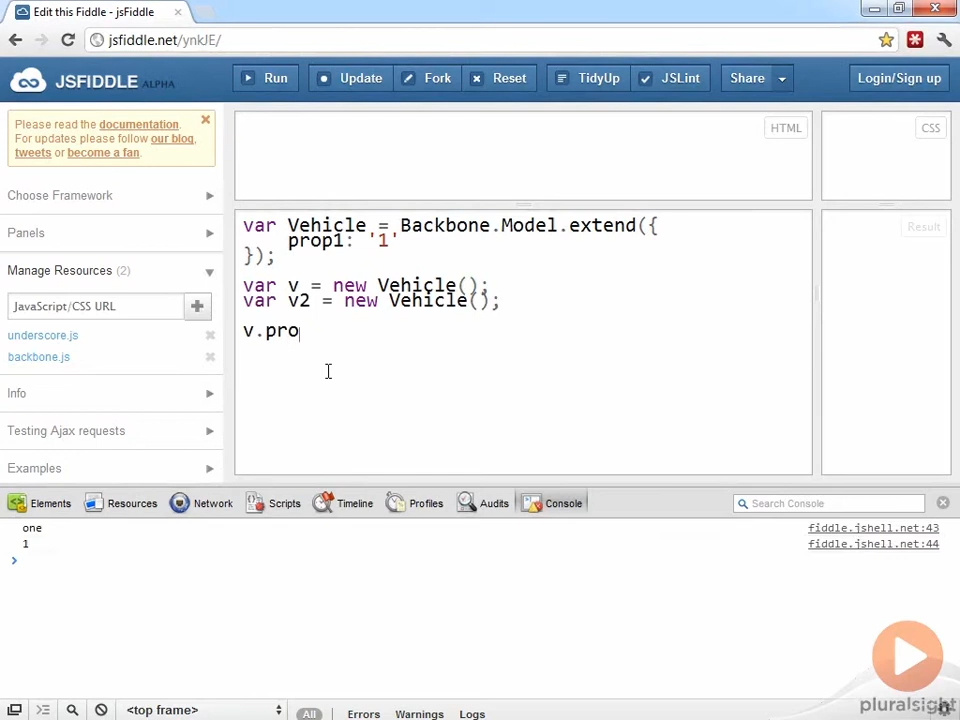 Edit this Fiddle - jsFiddle
jsfiddle.net/ynkJE/
JSFIDDLE ALPHA
Run
Update
Fork
Reset
TidyUp
JSLint
Share
Login/Sign up
Please read the documentation.
For updates please follow our blog,
tweets or become a fan.
Choose Framework
Panels
Manage Resources (2)
JavaScript/CSS URL
underscore.js
backbone.js
Info
Testing Ajax requests
Examples
HTML
CSS
var Vehicle = Backbone.Model.extend({
prop1: '1'
});
var v = new Vehicle();
var v2 = new Vehicle();
v.pro
Result
Elements
Resources
Network
Scripts
Timeline
Profiles
Audits
Console
Search Console
one
fiddle.jshell.net:43
1
fiddle.jshell.net:44
<top frame>
All
Errors
Warnings
Logs
pluralsight